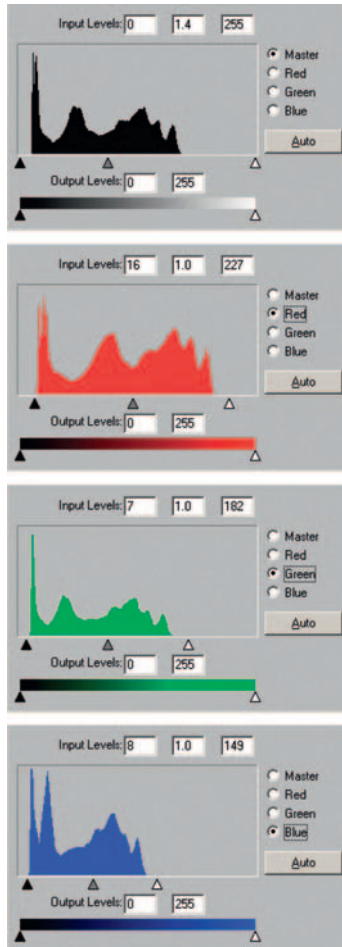 Input Levels: 0 1.4 255
Master
Red
Green
Blue
Auto
Output Levels: 0 255
Input Levels: 16 1.0 227
Master
Red
Green
Blue
Auto
Output Levels: 0 255
Input Levels: 7 1.0 182
Master
Red
Green
Blue
Auto
Output Levels: 0 255
Input Levels: 8 1.0 149
Master
Red
Green
Blue
Auto
Output Levels: 0 255